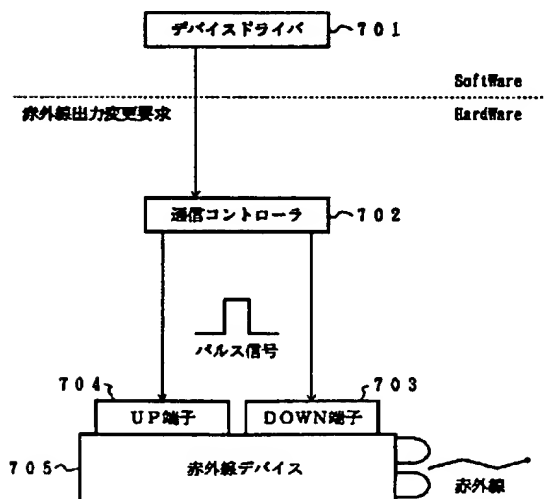 デバイスドライバ 701
SoftWare
赤外線出力変更要求 HardWare
通信コントローラ 702
パルス信号
704 703
UP端子 DOWN端子
705 赤外線デバイス
赤外線